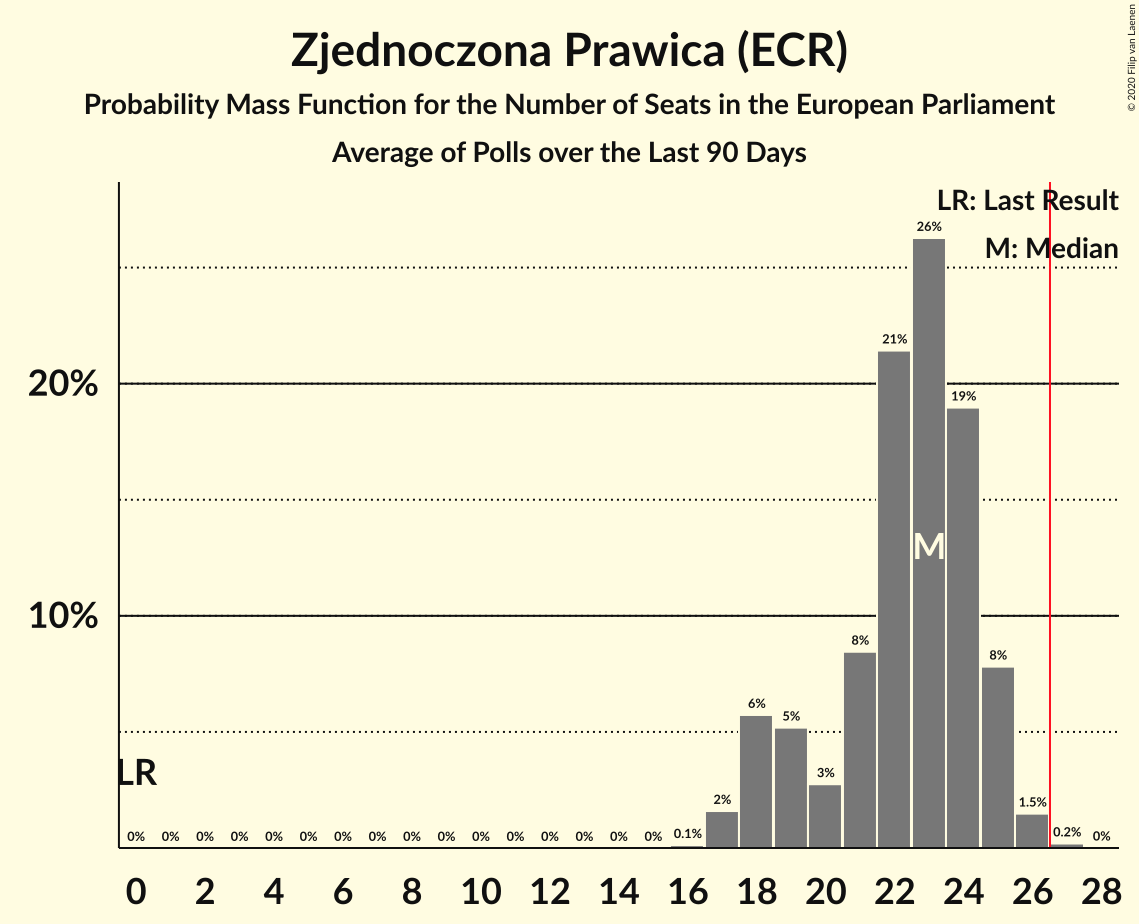 Zjednoczona Prawica (ECR)
Probability Mass Function for the Number of Seats in the European Parliament
Average of Polls over the Last 90 Days
© 2020 Filip van Laenen
LR: Last Result
M: Median
26%
21%
20%
19%
M
10%
8%
8%
6%
5%
LR
3%
2%
1.5%
0% 0% 0% 0% 0% 0% 0% 0% 0% 0% 0% 0% 0% 0% 0% 0% 0.1% 0.2% 0%
0 2 4 6 8 10 12 14 16 18 20 22 24 26 28